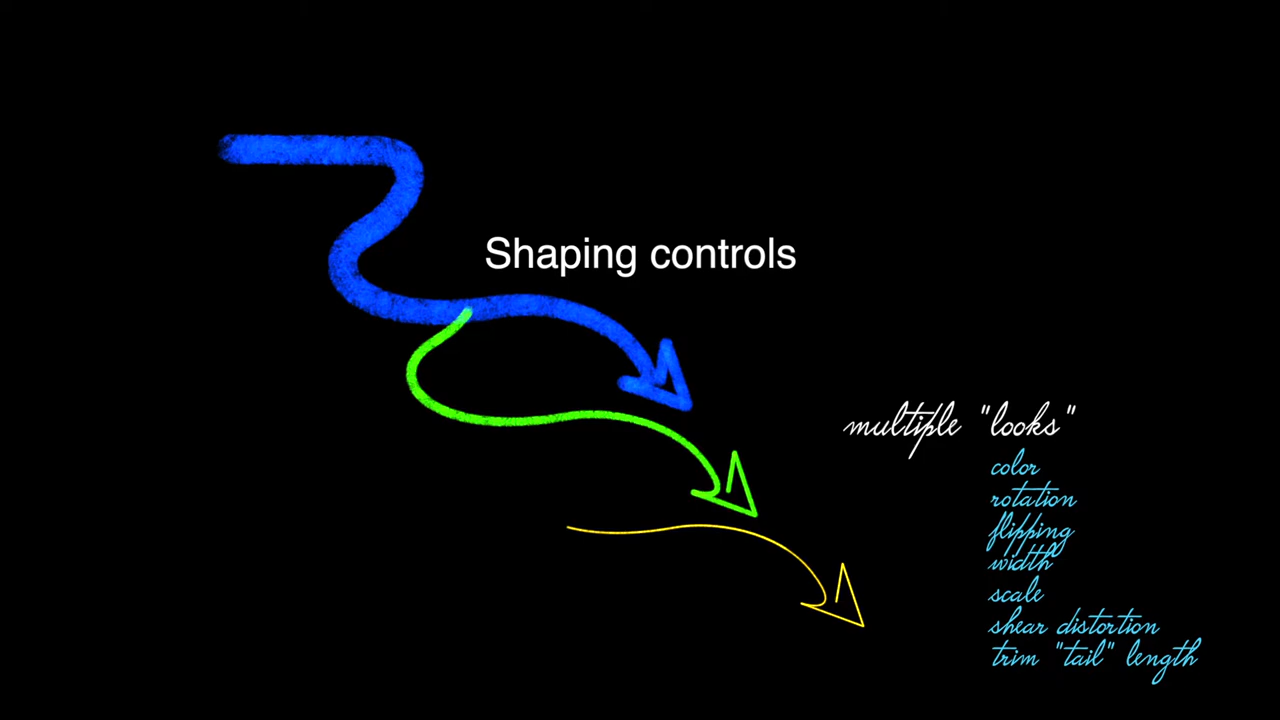 Shaping controls
multiple "looks"
color
rotation
flipping
width
scale
shear distortion
trim "tail" length